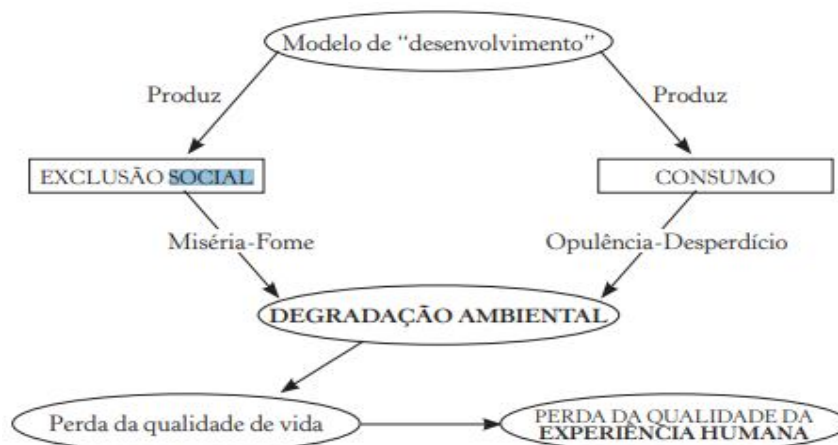 Modelo de “desenvolvimento”
Produz
Produz
EXCLUSÃO SOCIAL
CONSUMO
Miséria-Fome
Opulência-Desperdício
DEGRADAÇÃO AMBIENTAL
Perda da qualidade de vida
PERDA DA QUALIDADE DA
EXPERIÊNCIA HUMANA